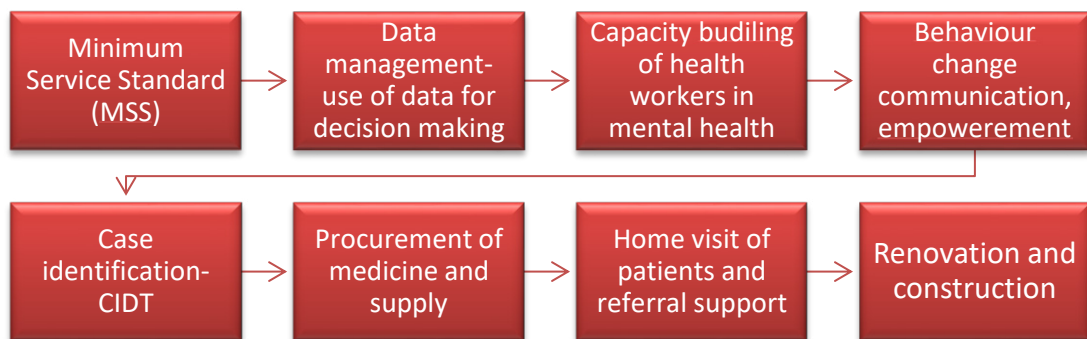 Minimum
Service Standard
(MSS)
Data
management-
use of data for
decision making
Capacity budiling
of health
workers in
mental health
Behaviour
change
communication,
empowerement
Case
identification-
CIDT
Procurement of
medicine and
supply
Home visit of
patients and
referral support
Renovation and
construction